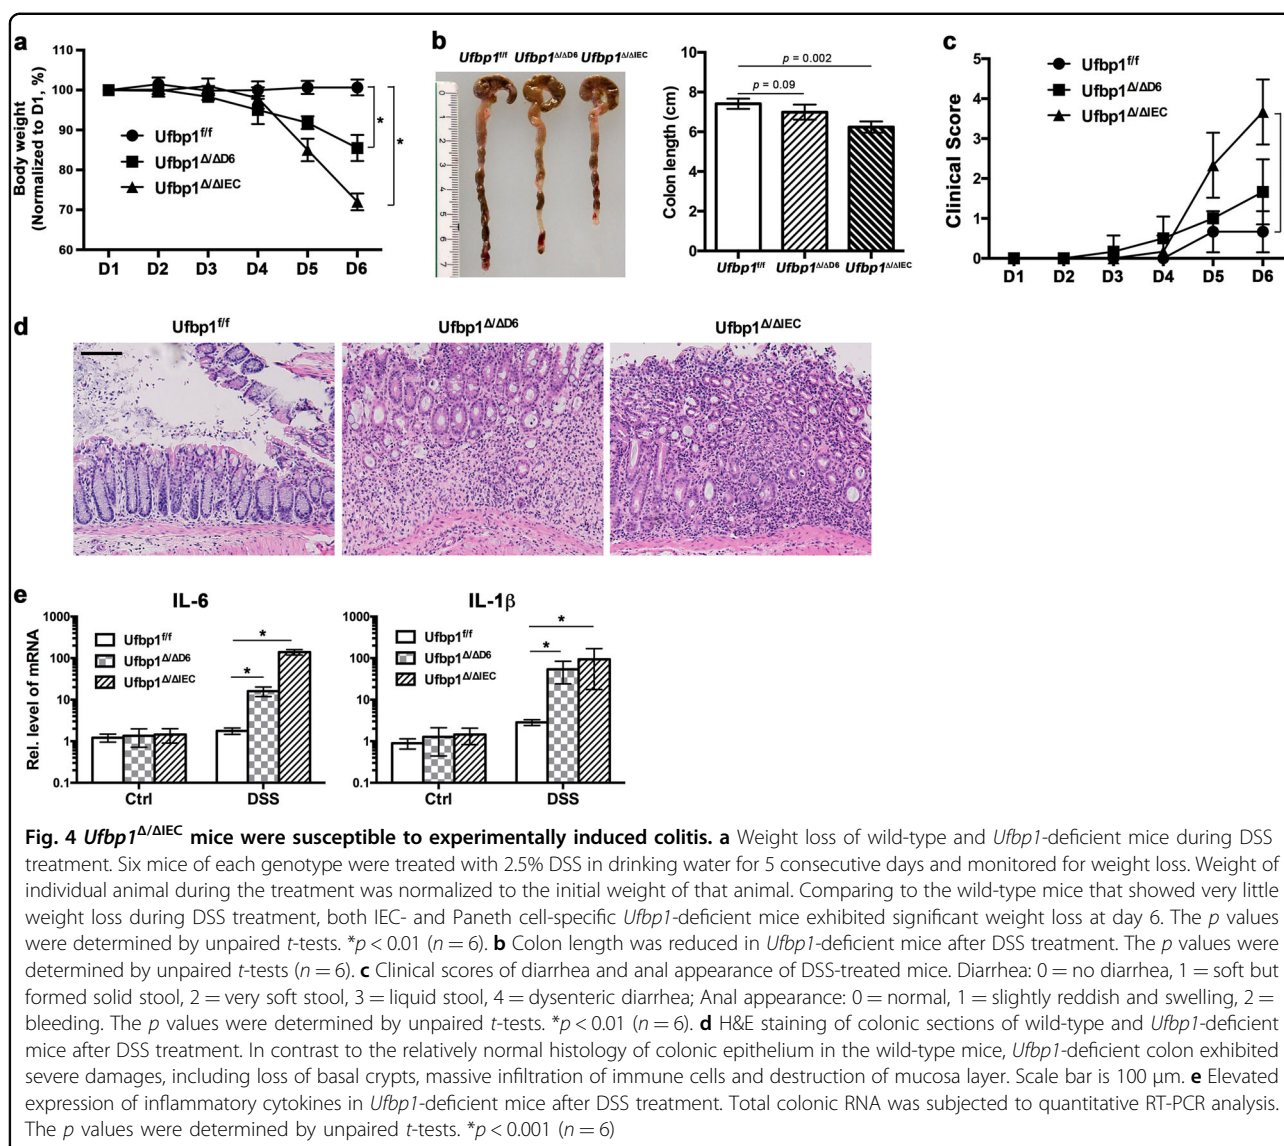 a
110
100
90
80
70
60
Body weight
(Normalized to D1, %)
Ufbp1f/f
Ufbp1Δ/ΔD6
Ufbp1Δ/ΔIEC
*
*
D1 D2 D3 D4 D5 D6
b
Ufbp1f/f Ufbp1Δ/ΔD6 Ufbp1Δ/ΔIEC
0
1
2
3
4
5
6
7
10
8
6
4
2
0
Colon length (cm)
p = 0.002
p = 0.09
Ufbp1f/f Ufbp1Δ/ΔD6 Ufbp1Δ/ΔIEC
c
5
4
3
2
1
0
Clinical Score
Ufbp1f/f
Ufbp1Δ/ΔD6
Ufbp1Δ/ΔIEC
D1 D2 D3 D4 D5 D6
d
Ufbp1f/f Ufbp1Δ/ΔD6 Ufbp1Δ/ΔIEC
e
IL-6
1000
100
10
1
0.1
Rel. level of mRNA
Ufbp1f/f
Ufbp1Δ/ΔD6
Ufbp1Δ/ΔIEC
*
*
Ctrl DSS
IL-1β
1000
100
10
1
0.1
Ufbp1f/f
Ufbp1Δ/ΔD6
Ufbp1Δ/ΔIEC
*
*
Ctrl DSS
Fig. 4 Ufbp1Δ/ΔIEC mice were susceptible to experimentally induced colitis. a Weight loss of wild-type and Ufbp1-deficient mice during DSS
treatment. Six mice of each genotype were treated with 2.5% DSS in drinking water for 5 consecutive days and monitored for weight loss. Weight of
individual animal during the treatment was normalized to the initial weight of that animal. Comparing to the wild-type mice that showed very little
weight loss during DSS treatment, both IEC- and Paneth cell-specific Ufbp1-deficient mice exhibited significant weight loss at day 6. The p values
were determined by unpaired t-tests. *p < 0.01 (n = 6). b Colon length was reduced in Ufbp1-deficient mice after DSS treatment. The p values were
determined by unpaired t-tests (n = 6). c Clinical scores of diarrhea and anal appearance of DSS-treated mice. Diarrhea: 0 = no diarrhea, 1 = soft but
formed solid stool, 2 = very soft stool, 3 = liquid stool, 4 = dysenteric diarrhea; Anal appearance: 0 = normal, 1 = slightly reddish and swelling, 2 =
bleeding. The p values were determined by unpaired t-tests. *p < 0.01 (n = 6). d H&E staining of colonic sections of wild-type and Ufbp1-deficient
mice after DSS treatment. In contrast to the relatively normal histology of colonic epithelium in the wild-type mice, Ufbp1-deficient colon exhibited
severe damages, including loss of basal crypts, massive infiltration of immune cells and destruction of mucosa layer. Scale bar is 100 μm. e Elevated
expression of inflammatory cytokines in Ufbp1-deficient mice after DSS treatment. Total colonic RNA was subjected to quantitative RT-PCR analysis.
The p values were determined by unpaired t-tests. *p < 0.001 (n = 6)